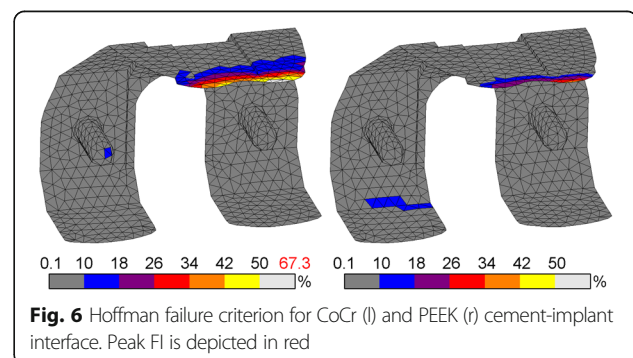 0.1 10 18 26 34 42 50 67.3
%
0.1 10 18 26 34 42 50
%
Fig. 6 Hoffman failure criterion for CoCr (l) and PEEK (r) cement-implant
interface. Peak FI is depicted in red